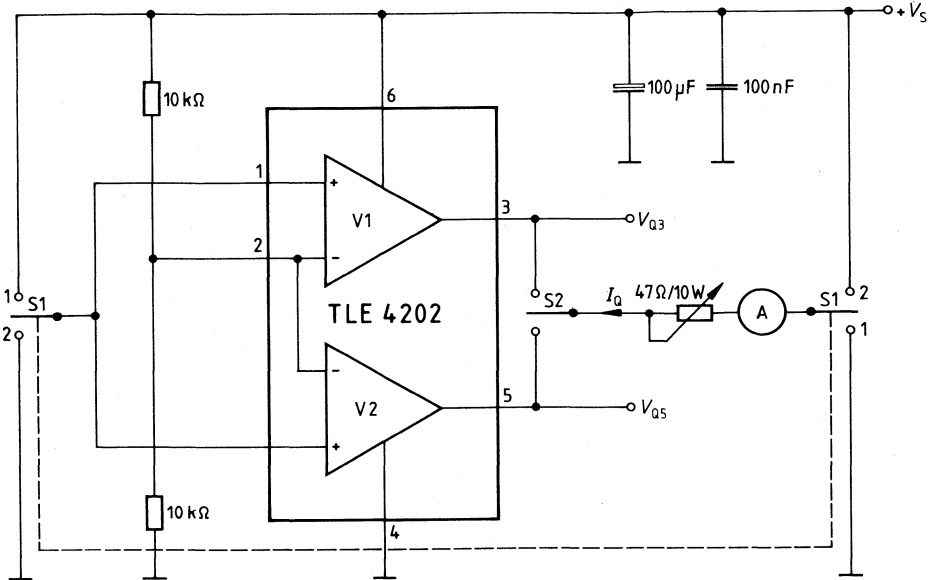 + VS
10 kΩ
6
100 µF
100 nF
1
+
V1
3
VQ3
2
−
1
S1
2
TLE 4202
S2
IQ
47Ω/10W
A
S1
2
1
−
V2
5
VQ5
+
10 kΩ
4